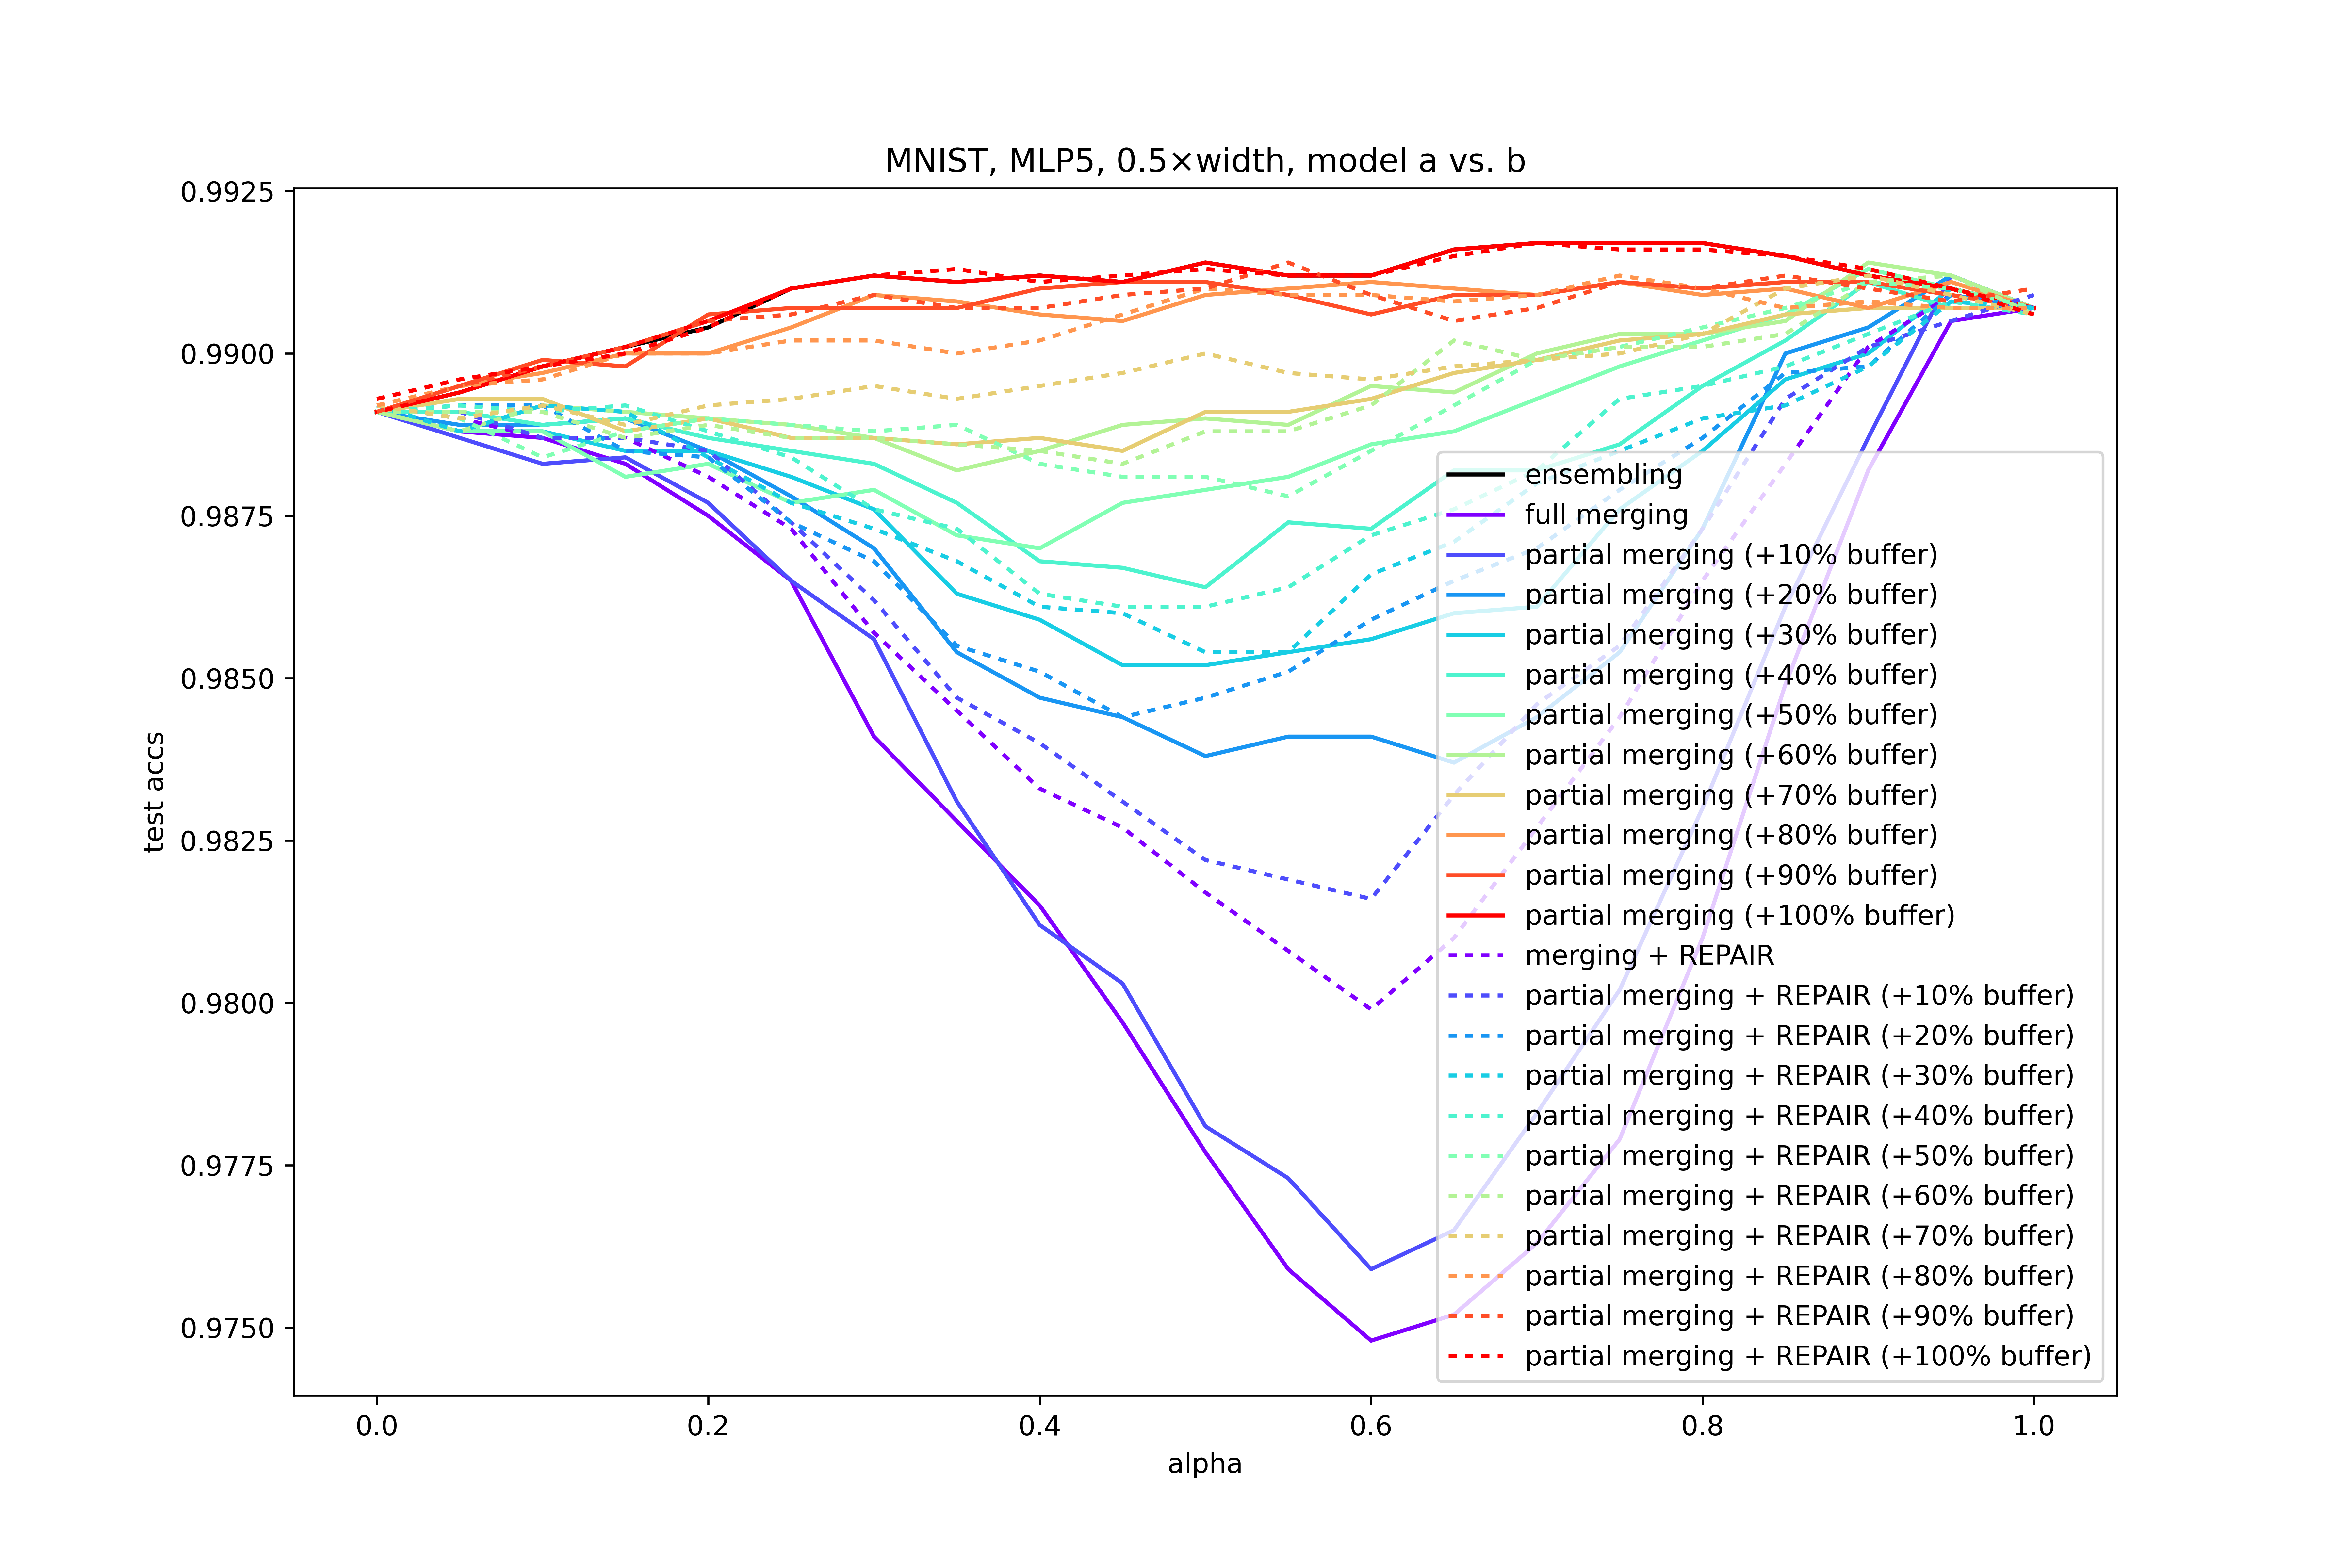 MNIST, MLP5, 0.5×width, model a vs. b
0.9925
0.9900
0.9875
0.9850
0.9825
0.9800
0.9775
0.9750
test accs
ensembling
full merging
partial merging (+10% buffer)
partial merging (+20% buffer)
partial merging (+30% buffer)
partial merging (+40% buffer)
partial merging (+50% buffer)
partial merging (+60% buffer)
partial merging (+70% buffer)
partial merging (+80% buffer)
partial merging (+90% buffer)
partial merging (+100% buffer)
merging + REPAIR
partial merging + REPAIR (+10% buffer)
partial merging + REPAIR (+20% buffer)
partial merging + REPAIR (+30% buffer)
partial merging + REPAIR (+40% buffer)
partial merging + REPAIR (+50% buffer)
partial merging + REPAIR (+60% buffer)
partial merging + REPAIR (+70% buffer)
partial merging + REPAIR (+80% buffer)
partial merging + REPAIR (+90% buffer)
partial merging + REPAIR (+100% buffer)
0.0 0.2 0.4 0.6 0.8 1.0
alpha